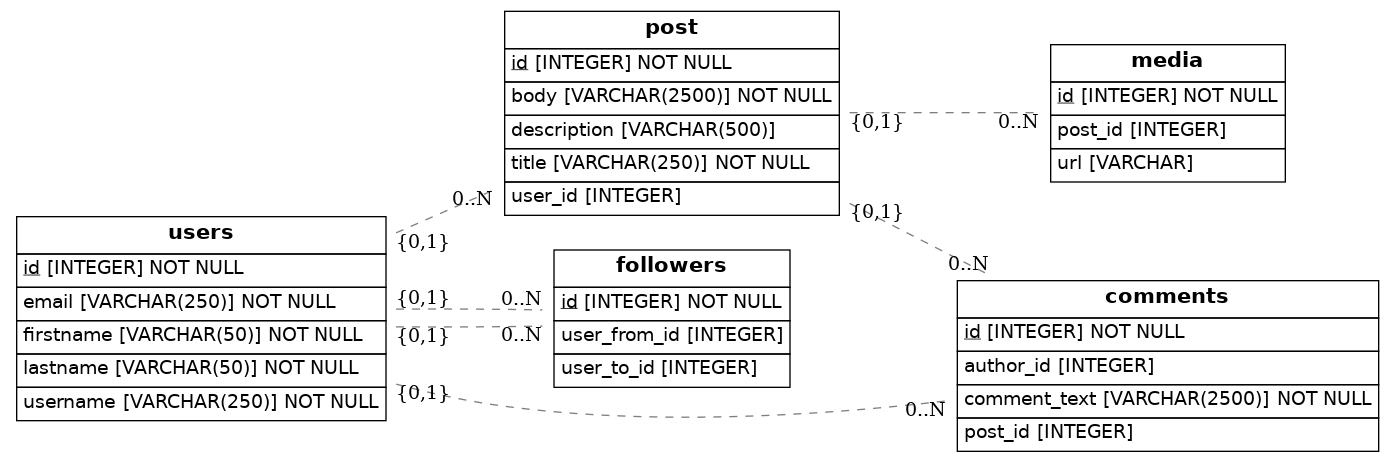 post
id [INTEGER] NOT NULL
body [VARCHAR(2500)] NOT NULL
description [VARCHAR(500)]
title [VARCHAR(250)] NOT NULL
user_id [INTEGER]
media
id [INTEGER] NOT NULL
post_id [INTEGER]
url [VARCHAR]
{0,1}
0..N
0..N
{0,1}
{0,1}
0..N
users
id [INTEGER] NOT NULL
email [VARCHAR(250)] NOT NULL
firstname [VARCHAR(50)] NOT NULL
lastname [VARCHAR(50)] NOT NULL
username [VARCHAR(250)] NOT NULL
{0,1}
0..N
{0,1}
0..N
{0,1}
0..N
followers
id [INTEGER] NOT NULL
user_from_id [INTEGER]
user_to_id [INTEGER]
comments
id [INTEGER] NOT NULL
author_id [INTEGER]
comment_text [VARCHAR(2500)] NOT NULL
post_id [INTEGER]